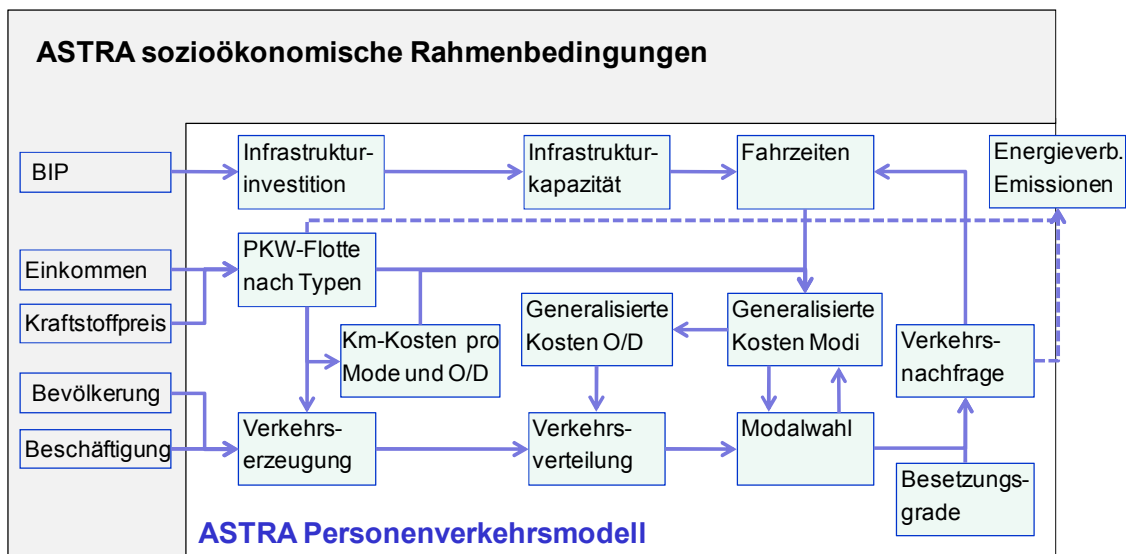 ASTRA sozioökonomische Rahmenbedingungen
BIP
Infrastruktur-
investition
Infrastruktur-
kapazität
Fahrzeiten
Energieverb.
Emissionen
Einkommen
Kraftstoffpreis
PKW-Flotte
nach Typen
Km-Kosten pro
Mode und O/D
Generalisierte
Kosten O/D
Generalisierte
Kosten Modi
Verkehrs-
nachfrage
Bevölkerung
Beschäftigung
Verkehrs-
erzeugung
Verkehrs-
verteilung
Modalwahl
Besetzungs-
grade
ASTRA Personenverkehrsmodell